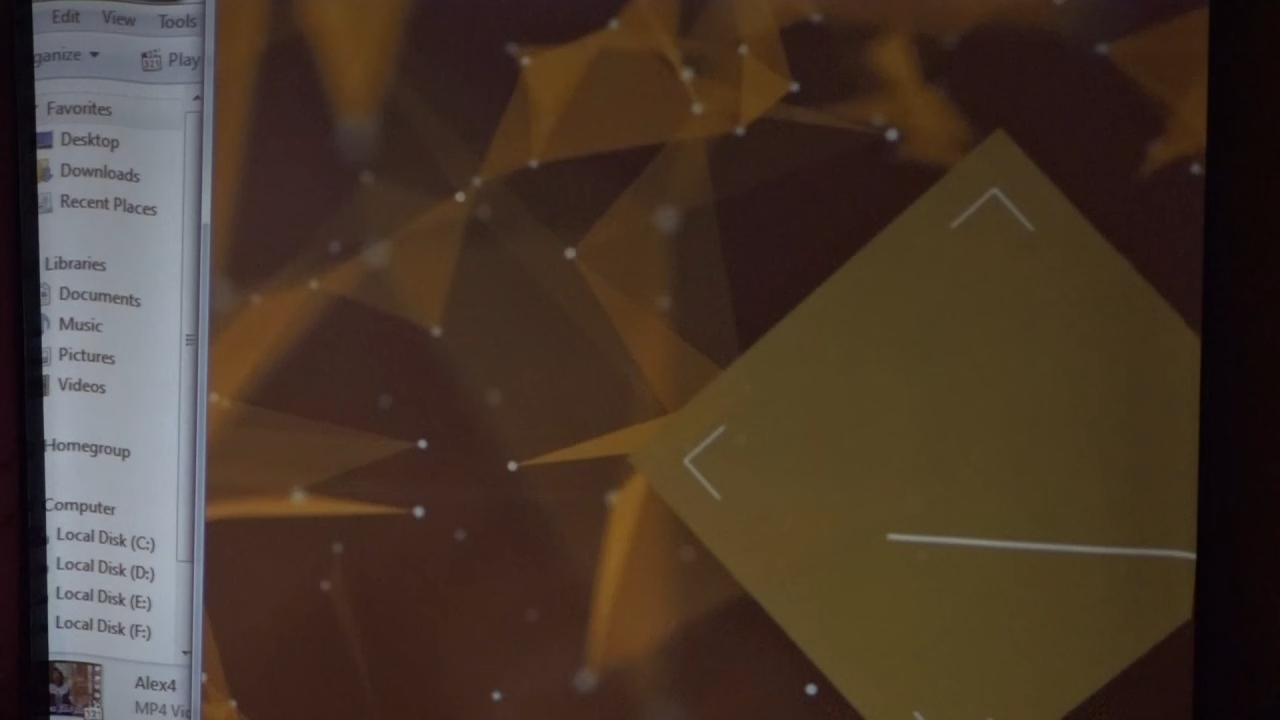 Edit View Tools
ganize Play
Favorites
Desktop
Downloads
Recent Places
Libraries
Documents
Music
Pictures
Videos
Homegroup
Computer
Local Disk (C:)
Local Disk (D:)
Local Disk (E:)
Local Disk (F:)
Alex4
MP4 Vi